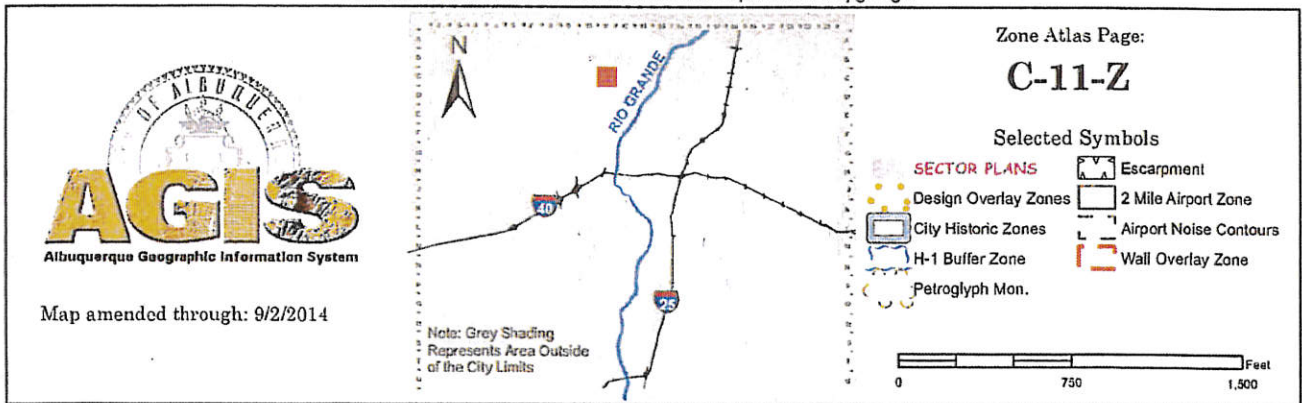 OF ALBUQUER
AGIS
Albuquerque Geographic Information System
Map amended through: 9/2/2014
N
RIO GRANDE
40
25
Note: Grey Shading
Represents Area Outside
of the City Limits
Zone Atlas Page:
C-11-Z
Selected Symbols
SECTOR PLANS
Escarpment
Design Overlay Zones
2 Mile Airport Zone
City Historic Zones
Airport Noise Contours
H-1 Buffer Zone
Wall Overlay Zone
Petroglyph Mon.
Feet
0
750
1,500